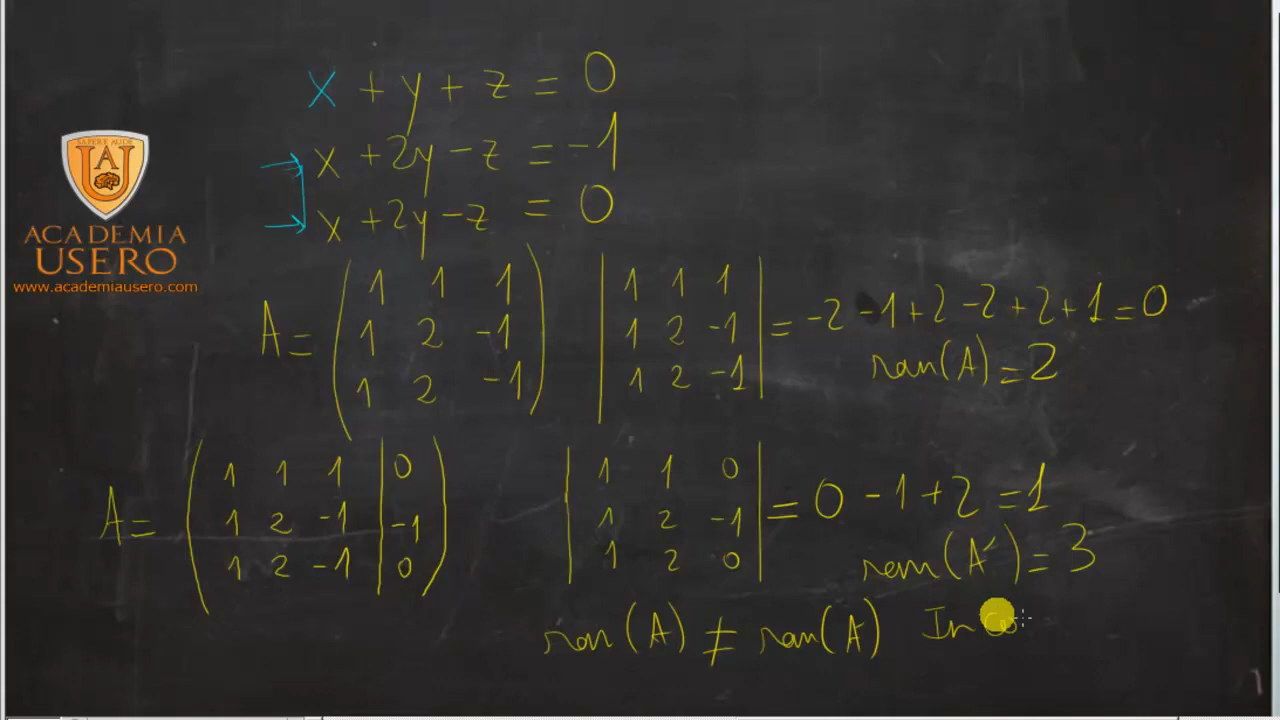 x + y + z = 0
x + 2y - z = -1
x + 2y - z = 0
SAPERE AUDE
UA
ACADEMIA
USERO
www.academiausero.com
A = ( 1 1 1 | 1 1 1 | = -2 -1 +2 -2 +2 +1 = 0
1 2 -1 1 2 -1 ran(A) = 2
1 2 -1 ) 1 2 -1
A = ( 1 1 1 | 0 | 1 1 0 | = 0 - 1 + 2 = 1
1 2 -1 | -1 1 2 -1 ran(A') = 3
1 2 -1 | 0 ) 1 2 0
ran(A) ≠ ran(A') Inco